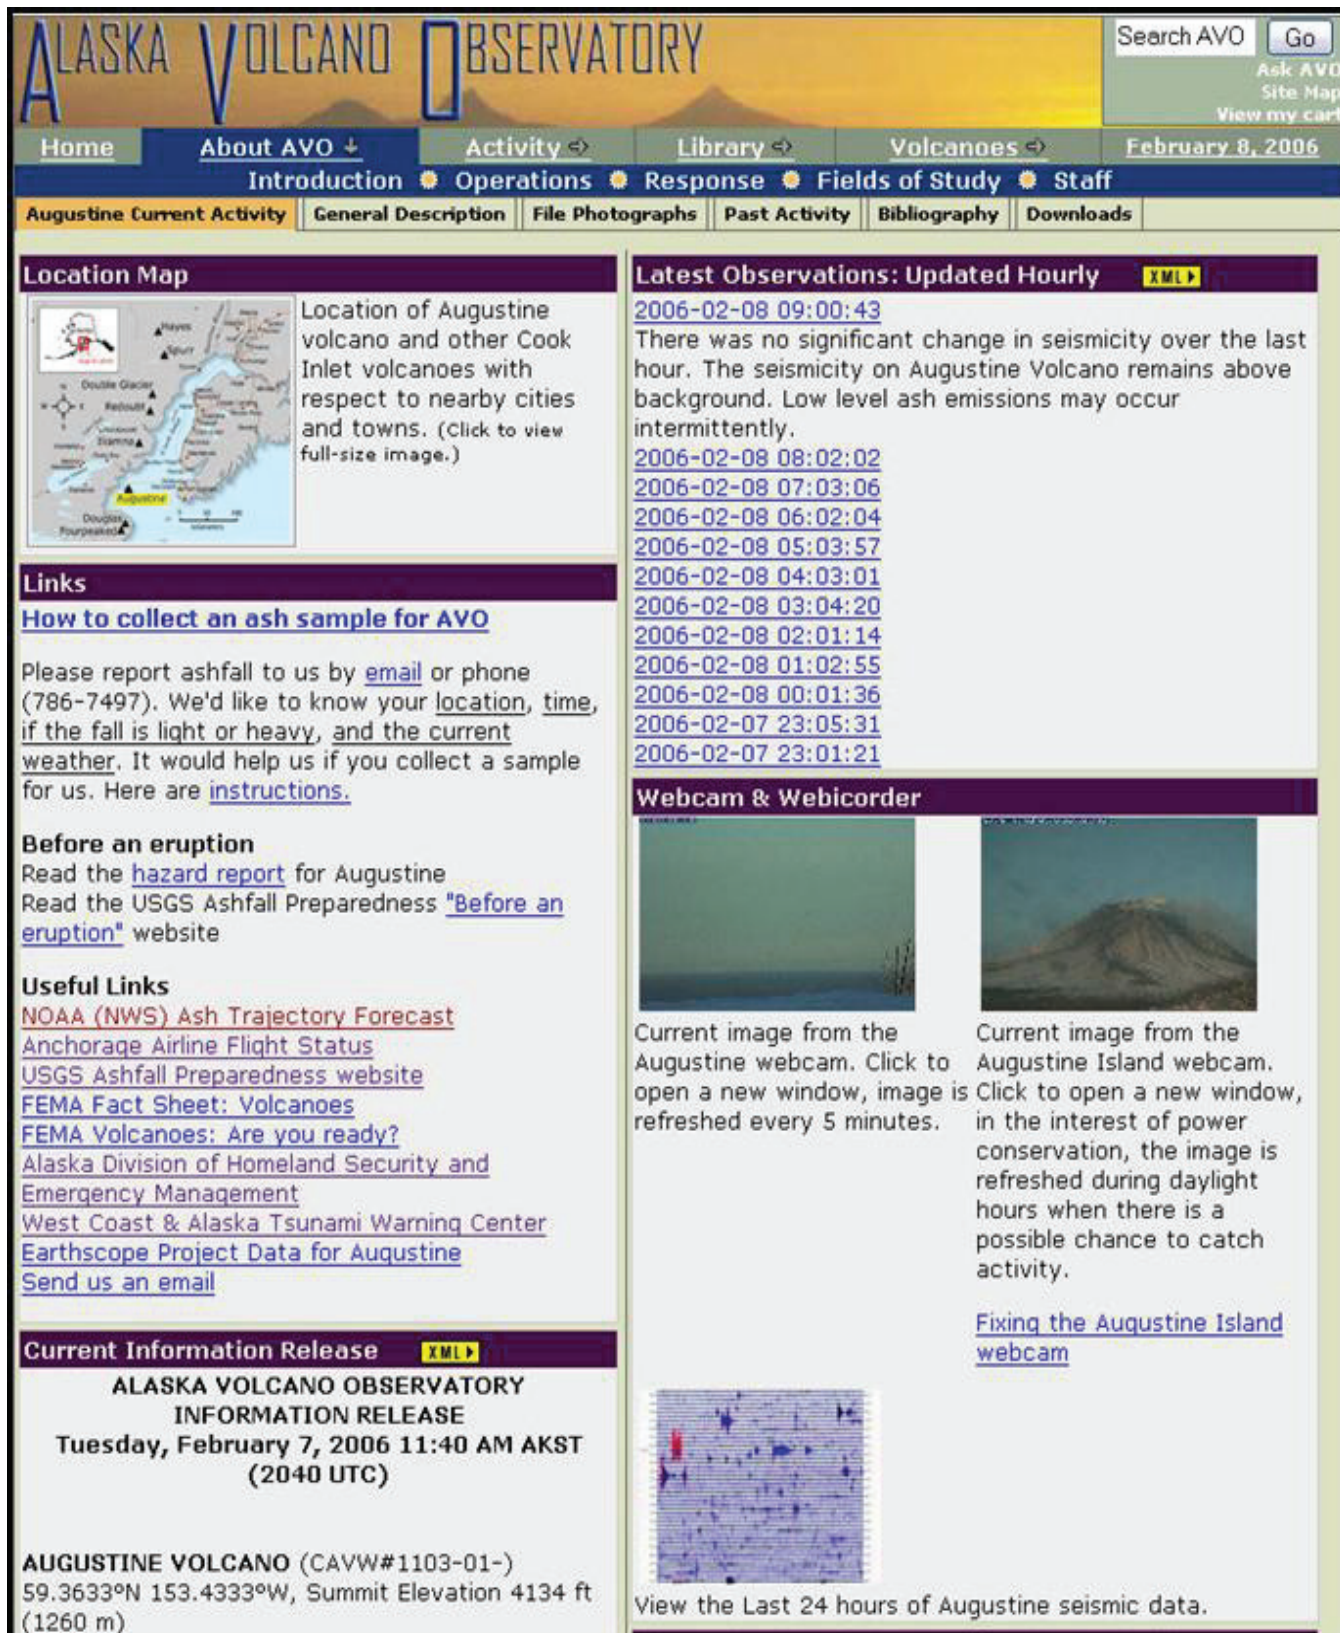 ALASKA VOLCANO OBSERVATORY
Search AVO Go
Ask AVO
Site Map
View my cart
Home About AVO Activity Library Volcanoes February 8, 2006
Introduction Operations Response Fields of Study Staff
Augustine Current Activity General Description File Photographs Past Activity Bibliography Downloads
Location Map
Hayes
Spurr
Double Glacier
Redoubt
Iliamna
Augustine
Douglas
Fourpeaked
Location of Augustine
volcano and other Cook
Inlet volcanoes with
respect to nearby cities
and towns. (Click to view
full-size image.)
Links
How to collect an ash sample for AVO
Please report ashfall to us by email or phone
(786-7497). We'd like to know your location, time,
if the fall is light or heavy, and the current
weather. It would help us if you collect a sample
for us. Here are instructions.
Before an eruption
Read the hazard report for Augustine
Read the USGS Ashfall Preparedness "Before an
eruption" website
Useful Links
NOAA (NWS) Ash Trajectory Forecast
Anchorage Airline Flight Status
USGS Ashfall Preparedness website
FEMA Fact Sheet: Volcanoes
FEMA Volcanoes: Are you ready?
Alaska Division of Homeland Security and
Emergency Management
West Coast & Alaska Tsunami Warning Center
Earthscope Project Data for Augustine
Send us an email
Current Information Release XML
ALASKA VOLCANO OBSERVATORY
INFORMATION RELEASE
Tuesday, February 7, 2006 11:40 AM AKST
(2040 UTC)
AUGUSTINE VOLCANO (CAVW#1103-01-)
59.3633ºN 153.4333ºW, Summit Elevation 4134 ft
(1260 m)
Latest Observations: Updated Hourly XML
2006-02-08 09:00:43
There was no significant change in seismicity over the last
hour. The seismicity on Augustine Volcano remains above
background. Low level ash emissions may occur
intermittently.
2006-02-08 08:02:02
2006-02-08 07:03:06
2006-02-08 06:02:04
2006-02-08 05:03:57
2006-02-08 04:03:01
2006-02-08 03:04:20
2006-02-08 02:01:14
2006-02-08 01:02:55
2006-02-08 00:01:36
2006-02-07 23:05:31
2006-02-07 23:01:21
Webcam & Webicorder
Current image from the
Augustine webcam. Click to
open a new window, image is
refreshed every 5 minutes.
Current image from the
Augustine Island webcam.
Click to open a new window,
in the interest of power
conservation, the image is
refreshed during daylight
hours when there is a
possible chance to catch
activity.
Fixing the Augustine Island
webcam
View the Last 24 hours of Augustine seismic data.